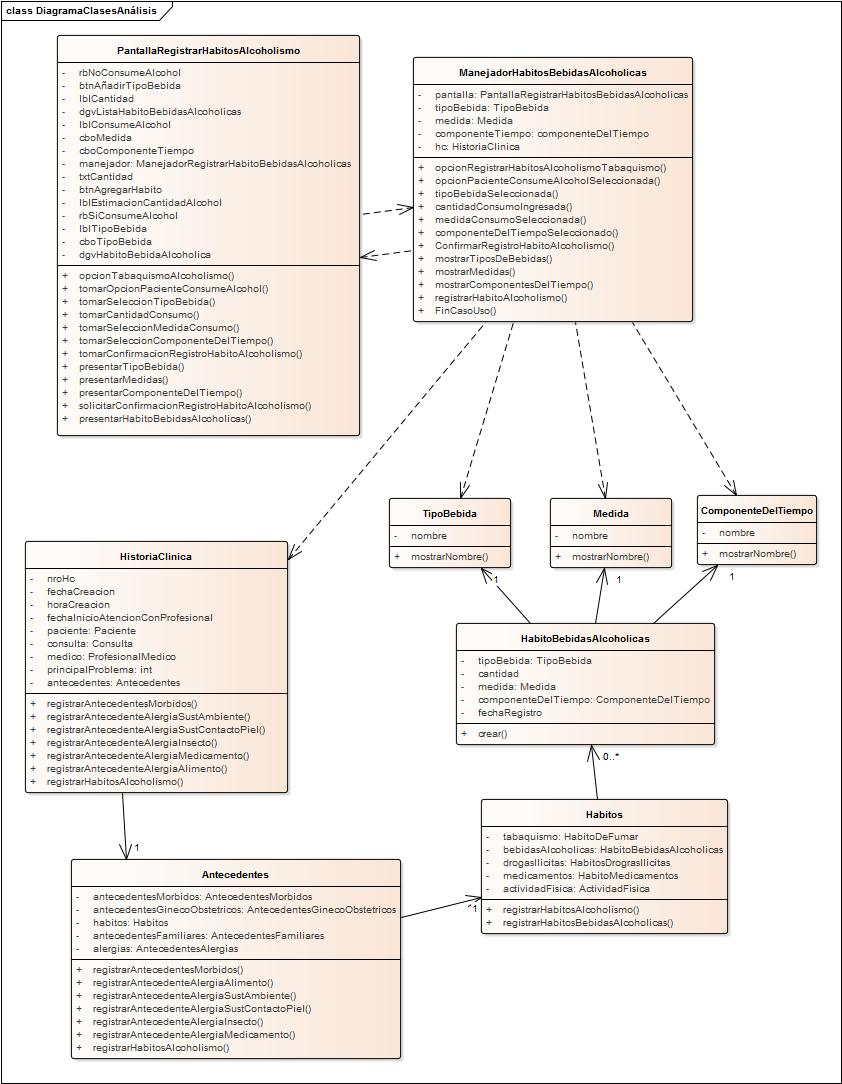 class DiagramaClasesAnálisis
PantallaRegistrarHabitosAlcoholismo
- rbNoConsumeAlcohol
- btnAñadirTipoBebida
- lblCantidad
- dgvListaHabitoBebidasAlcoholicas
- lblConsumeAlcohol
- cboMedida
- cboComponenteTiempo
- manejador: ManejadorRegistrarHabitoBebidasAlcoholicas
- txtCantidad
- btnAgregarHabito
- lblEstimacionCantidadAlcohol
- rbSiConsumeAlcohol
- lblTipoBebida
- cboTipoBebida
- dgvHabitoBebidaAlcoholica
+ opcionTabaquismoAlcoholismo()
+ tomarOpcionPacienteConsumeAlcohol()
+ tomarSeleccionTipoBebida()
+ tomarCantidadConsumo()
+ tomarSeleccionMedidaConsumo()
+ tomarSeleccionComponenteDelTiempo()
+ tomarConfirmacionRegistroHabitoAlcoholismo()
+ presentarTipoBebida()
+ presentarMedidas()
+ presentarComponenteDelTiempo()
+ solicitarConfirmacionRegistroHabitoAlcoholismo()
+ presentarHabitoBebidasAlcoholicas()
ManejadorHabitosBebidasAlcoholicas
- pantalla: PantallaRegistrarHabitosBebidasAlcoholicas
- tipoBebida: TipoBebida
- medida: Medida
- componenteTiempo: componenteDelTiempo
- hc: HistoriaClinica
+ opcionRegistrarHabitosAlcoholismoTabaquismo()
+ opcionPacienteConsumeAlcoholSeleccionada()
+ tipoBebidaSeleccionada()
+ cantidadConsumoIngresada()
+ medidaConsumoSeleccionada()
+ componenteDelTiempoSeleccionado()
+ ConfirmarRegistroHabitoAlcoholismo()
+ mostrarTiposDeBebidas()
+ mostrarMedidas()
+ mostrarComponentesDelTiempo()
+ registrarHabitoAlcoholismo()
+ FinCasoUso()
TipoBebida
- nombre
+ mostrarNombre()
Medida
- nombre
+ mostrarNombre()
ComponenteDelTiempo
- nombre
+ mostrarNombre()
1
1
1
HistoriaClinica
- nroHc
- fechaCreacion
- horaCreacion
- fechaInicioAtencionConProfesional
- paciente: Paciente
- consulta: Consulta
- medico: ProfesionalMedico
- principalProblema: int
- antecedentes: Antecedentes
+ registrarAntecedentesMorbidos()
+ registrarAntecedenteAlergiaSustAmbiente()
+ registrarAntecedenteAlergiaSustContactoPiel()
+ registrarAntecedenteAlergiaInsecto()
+ registrarAntecedenteAlergiaMedicamento()
+ registrarAntecedenteAlergiaAlimento()
+ registrarHabitosAlcoholismo()
HabitoBebidasAlcoholicas
- tipoBebida: TipoBebida
- cantidad
- medida: Medida
- componenteDelTiempo: ComponenteDelTiempo
- fechaRegistro
+ crear()
0..*
Habitos
- tabaquismo: HabitoDeFumar
- bebidasAlcoholicas: HabitoBebidasAlcoholicas
- drogasIlicitas: HabitosDrograsIlicitas
- medicamentos: HabitoMedicamentos
- actividadFisica: ActividadFisica
+ registrarHabitosAlcoholismo()
+ registrarHabitosBebidasAlcoholicas()
1
1
Antecedentes
- antecedentesMorbidos: AntecedentesMorbidos
- antecedentesGinecoObstetricos: AntecedentesGinecoObstetricos
- habitos: Habitos
- antecedentesFamiliares: AntecedentesFamiliares
- alergias: AntecedentesAlergias
+ registrarAntecedentesMorbidos()
+ registrarAntecedenteAlergiaAlimento()
+ registrarAntecedenteAlergiaSustAmbiente()
+ registrarAntecedenteAlergiaSustContactoPiel()
+ registrarAntecedenteAlergiaInsecto()
+ registrarAntecedenteAlergiaMedicamento()
+ registrarHabitosAlcoholismo()